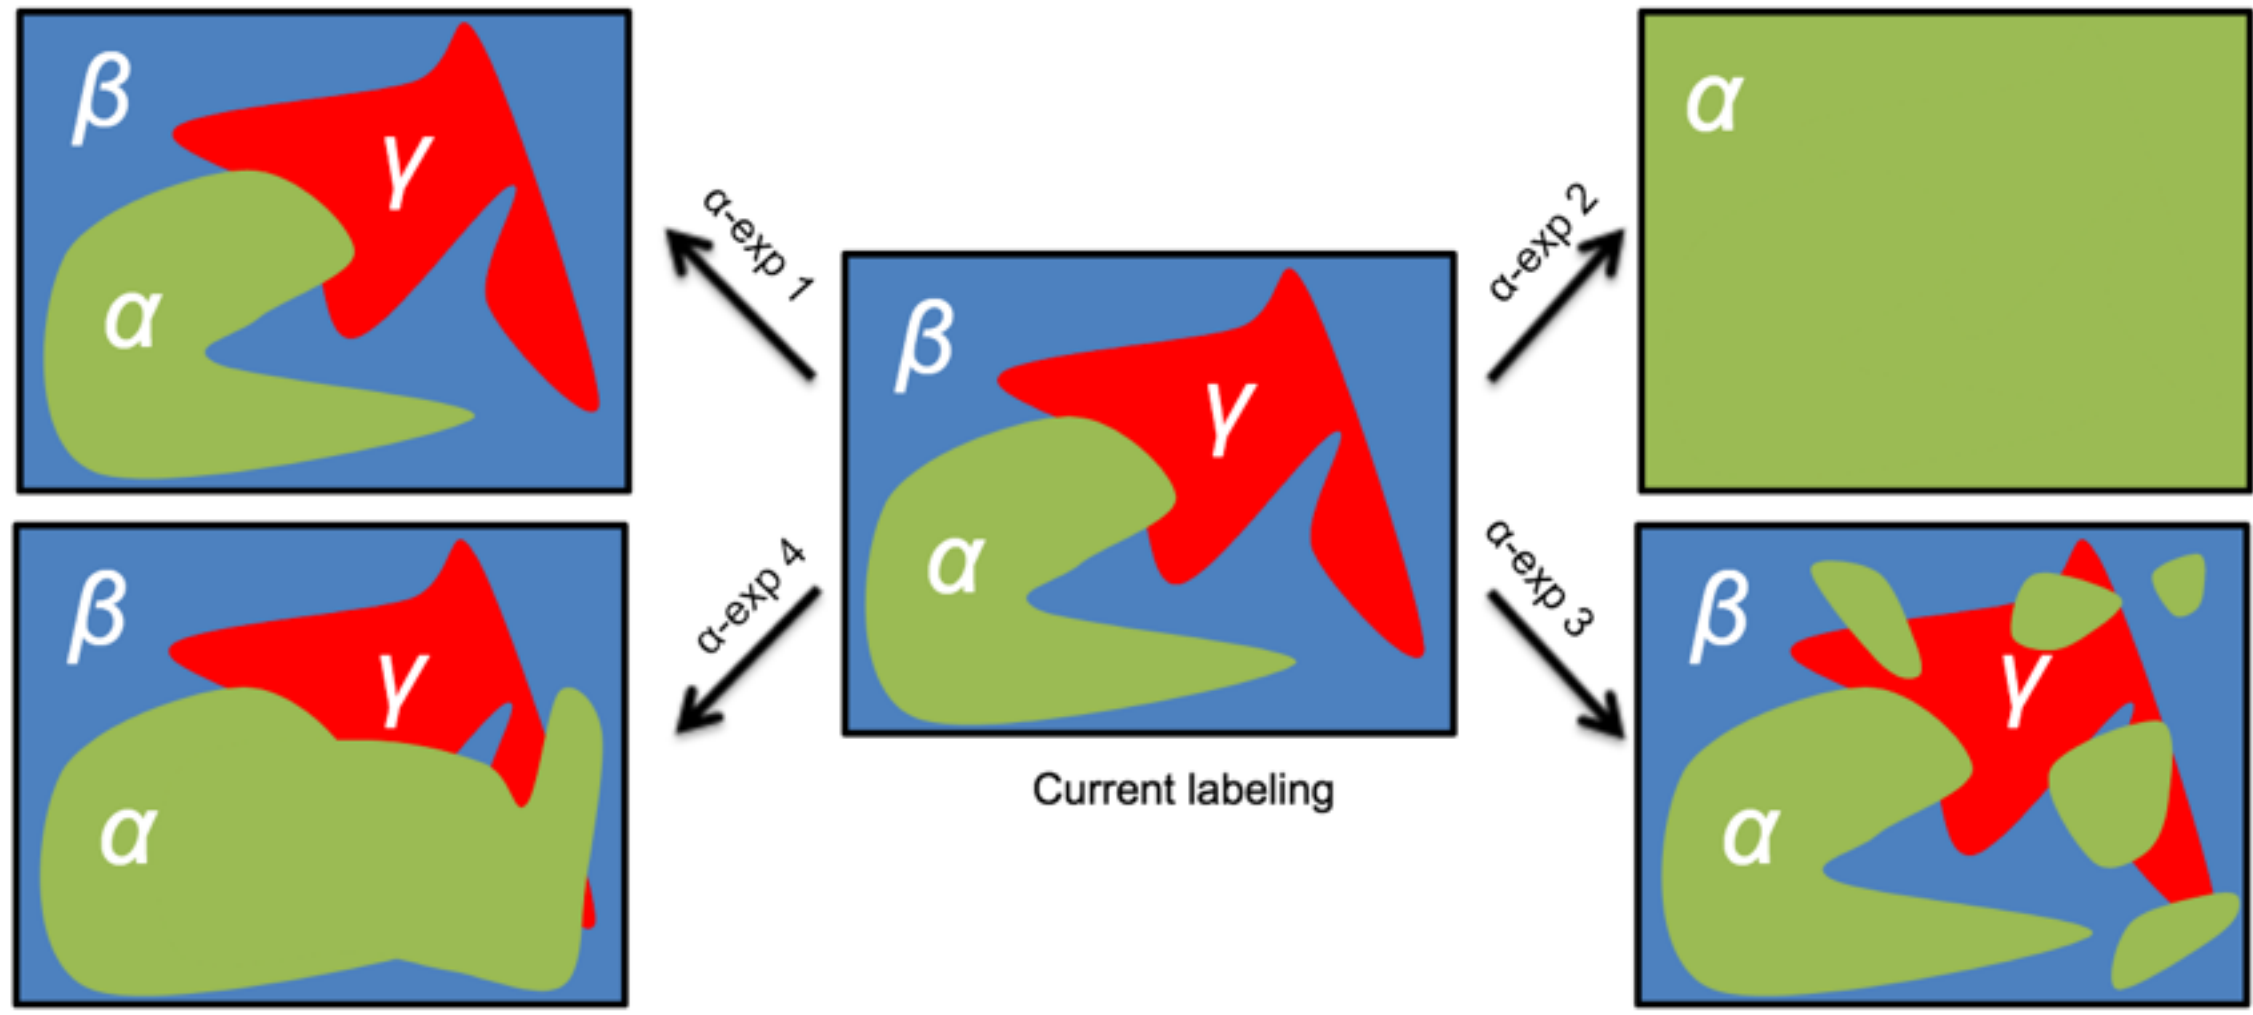 β
γ
α
α-exp 1
α-exp 2
α
β
γ
α
Current labeling
α-exp 4
α-exp 3
β
γ
α
β
γ
α